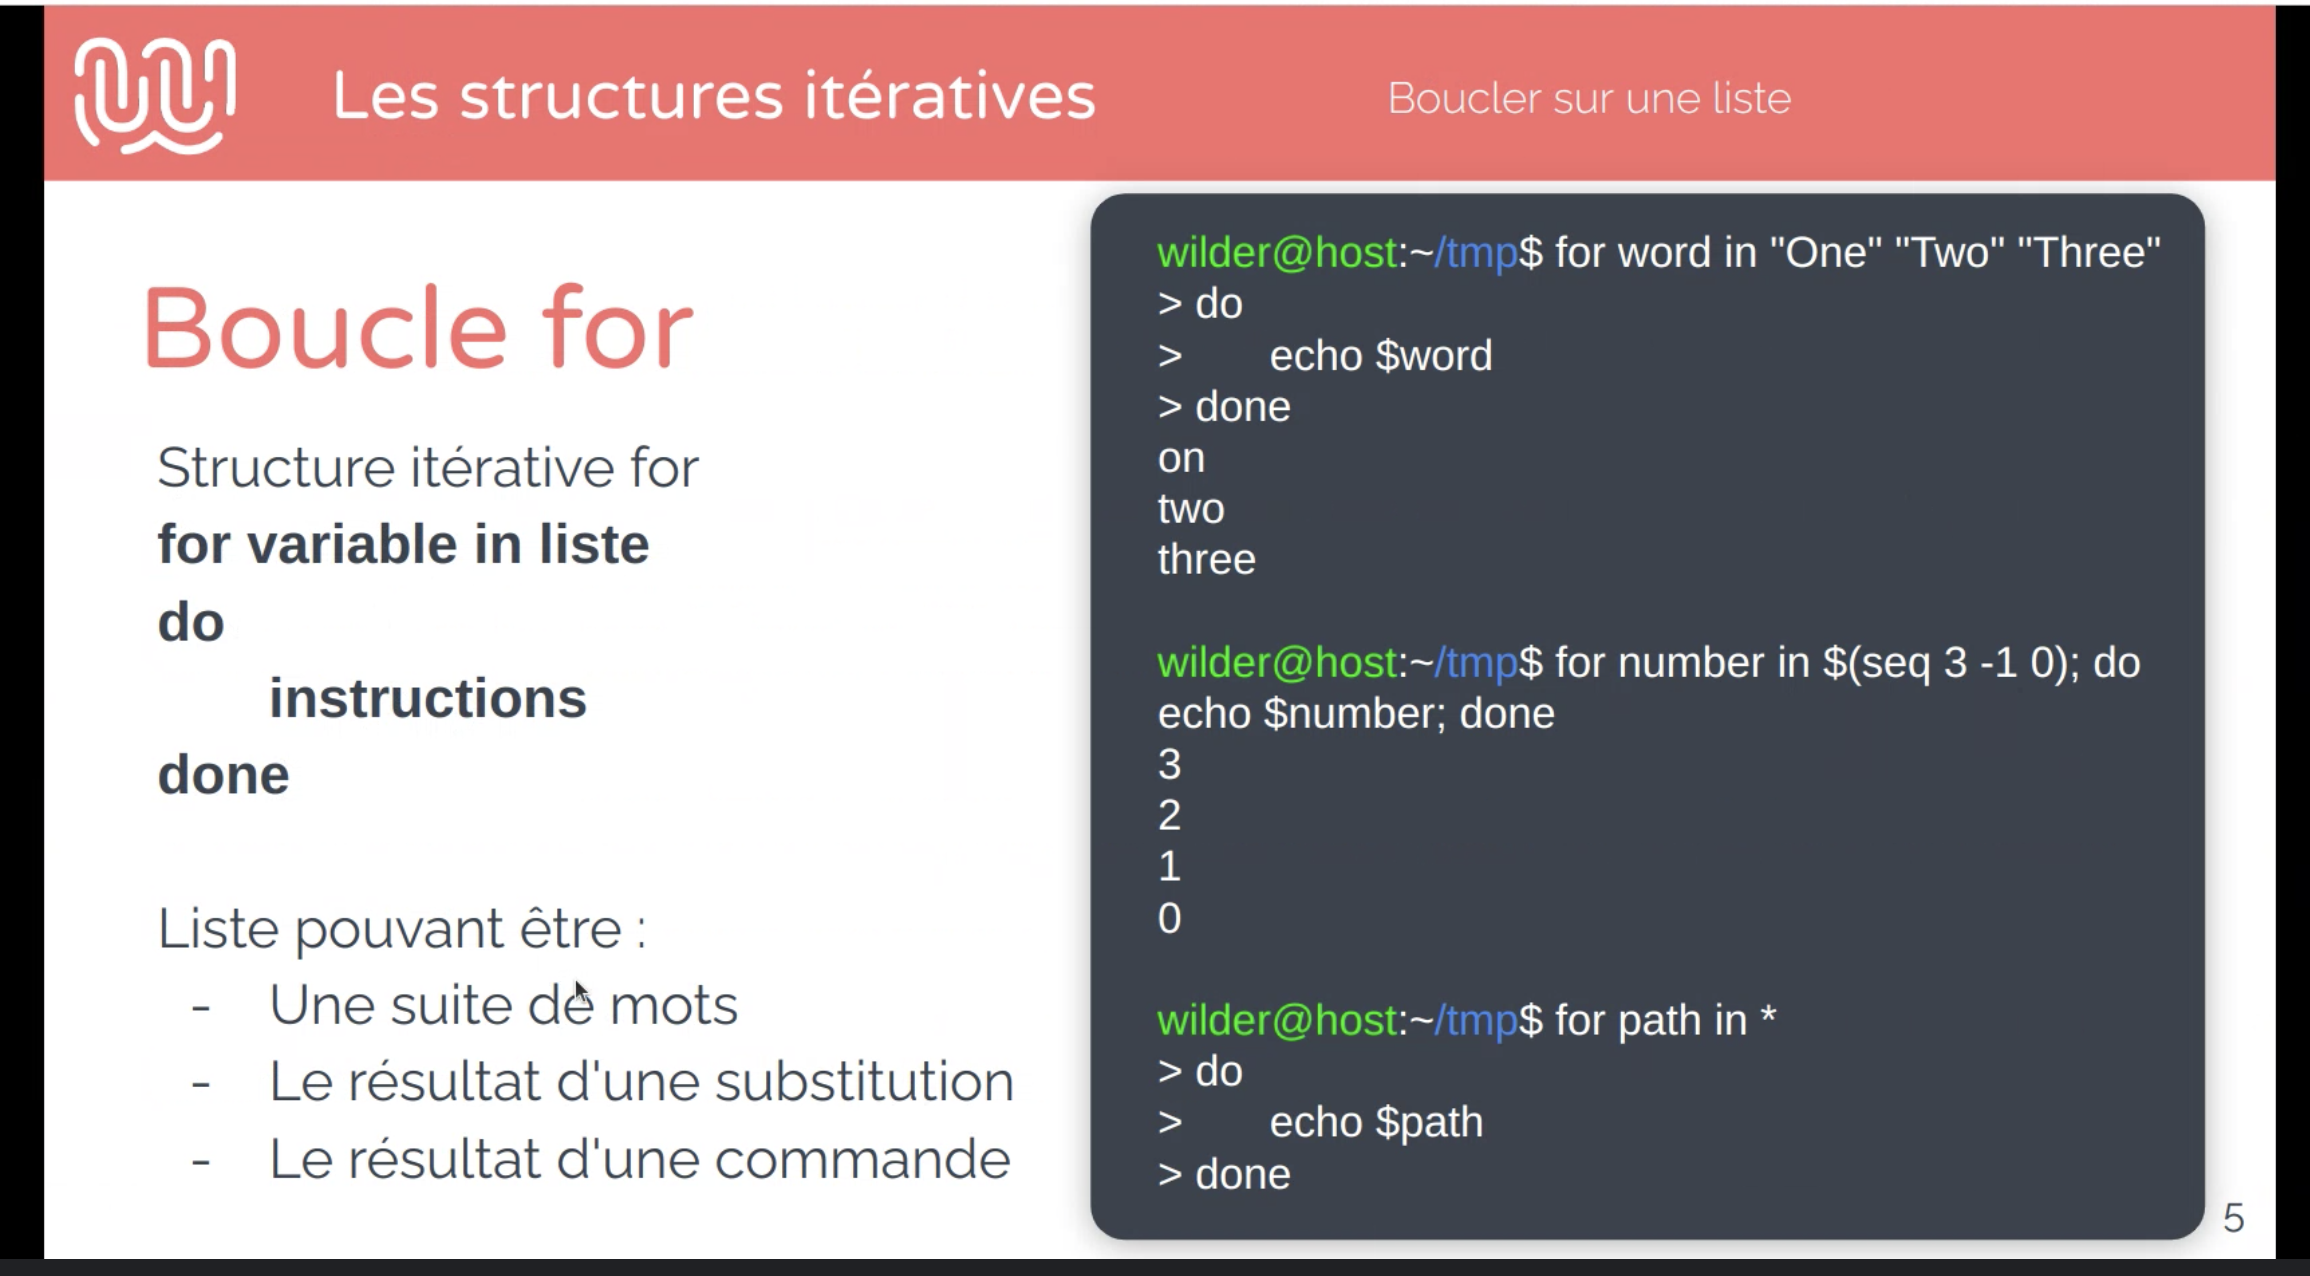 Les structures itératives
Boucler sur une liste
Boucle for
Structure itérative for
for variable in liste
do
instructions
done
Liste pouvant être :
- Une suite de mots
- Le résultat d'une substitution
- Le résultat d'une commande
wilder@host:~/tmp$ for word in "One" "Two" "Three"
> do
> echo $word
> done
on
two
three
wilder@host:~/tmp$ for number in $(seq 3 -1 0); do
echo $number; done
3
2
1
0
wilder@host:~/tmp$ for path in *
> do
> echo $path
> done
5